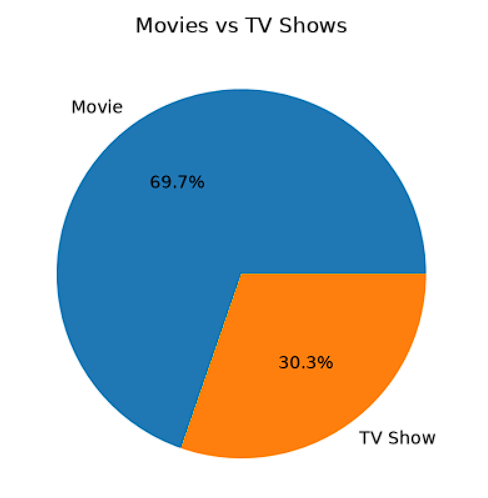 Movies vs TV Shows
Movie
69.7%
30.3%
TV Show